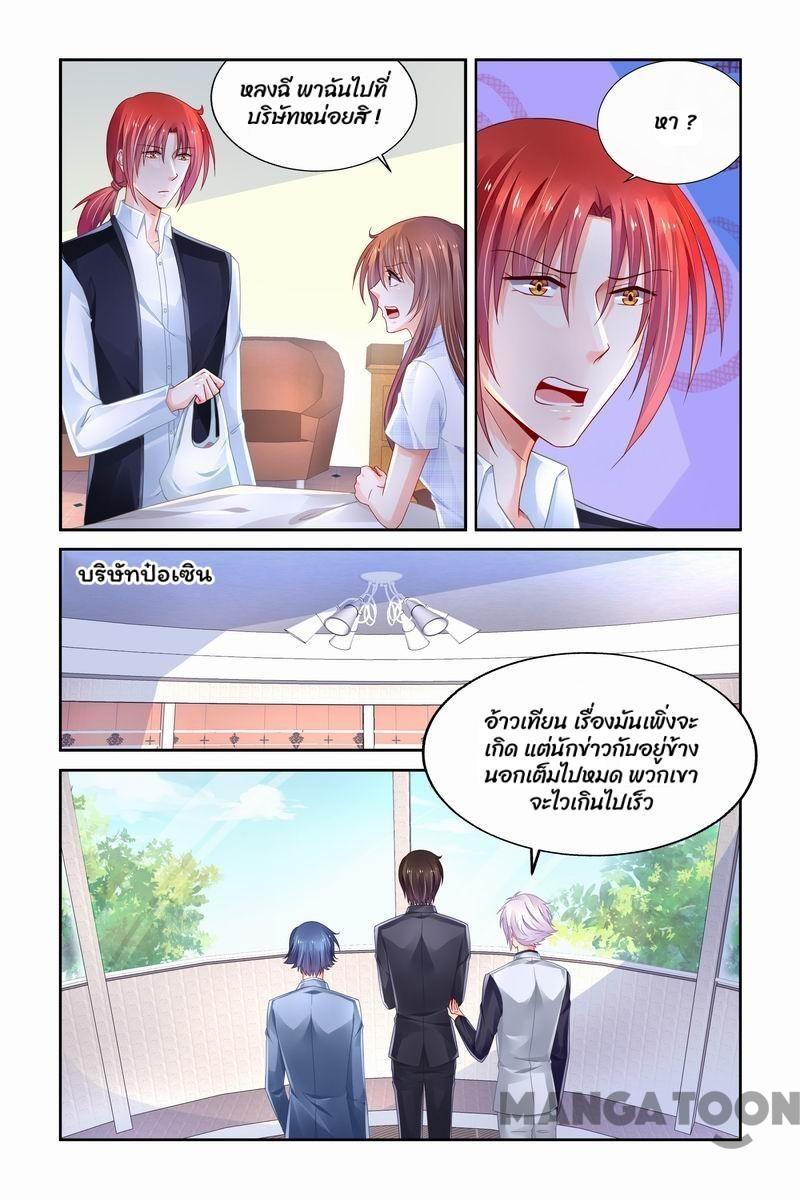 หลงฉี พาฉันไปที่
บริษัทหน่อยสิ !
หา ?
บริษัทป๋อเซิน
อ้าวเทียน เรื่องมันเพิ่งจะ
เกิด แต่นักข่าวกับอยู่ข้าง
นอกเต็มไปหมด พวกเขา
จะไวเกินไปเร็ว
MANGATOON